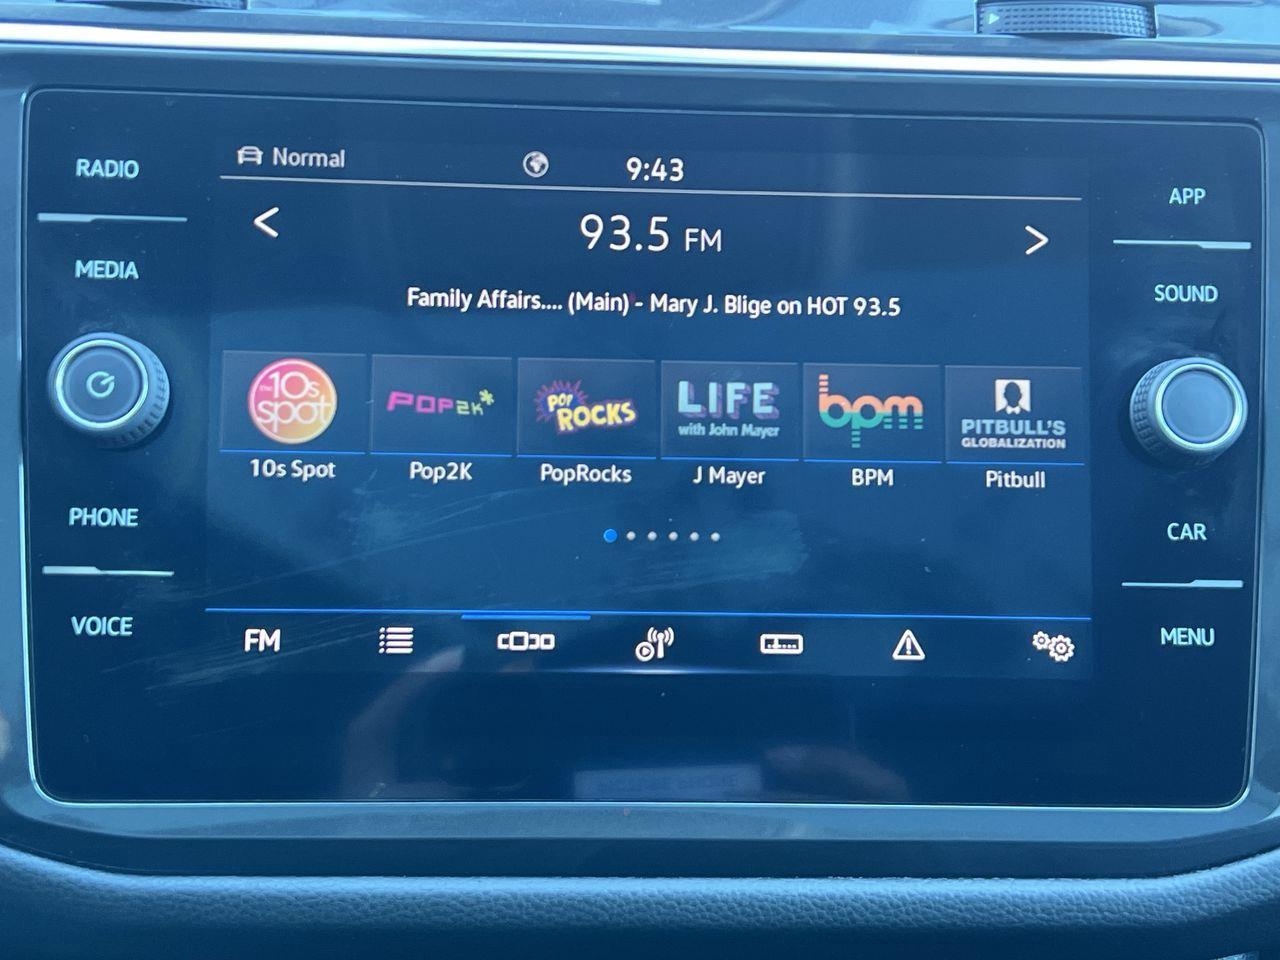 RADIO
MEDIA
PHONE
VOICE
Normal
9:43
93.5 FM
Family Affairs.... (Main) - Mary J. Blige on HOT 93.5
the 10s spot
POP2K*
POP ROCKS
LIFE
with John Mayer
bpm
PITBULL'S
GLOBALIZATION
10s Spot
Pop2K
PopRocks
J Mayer
BPM
Pitbull
FM
APP
SOUND
CAR
MENU